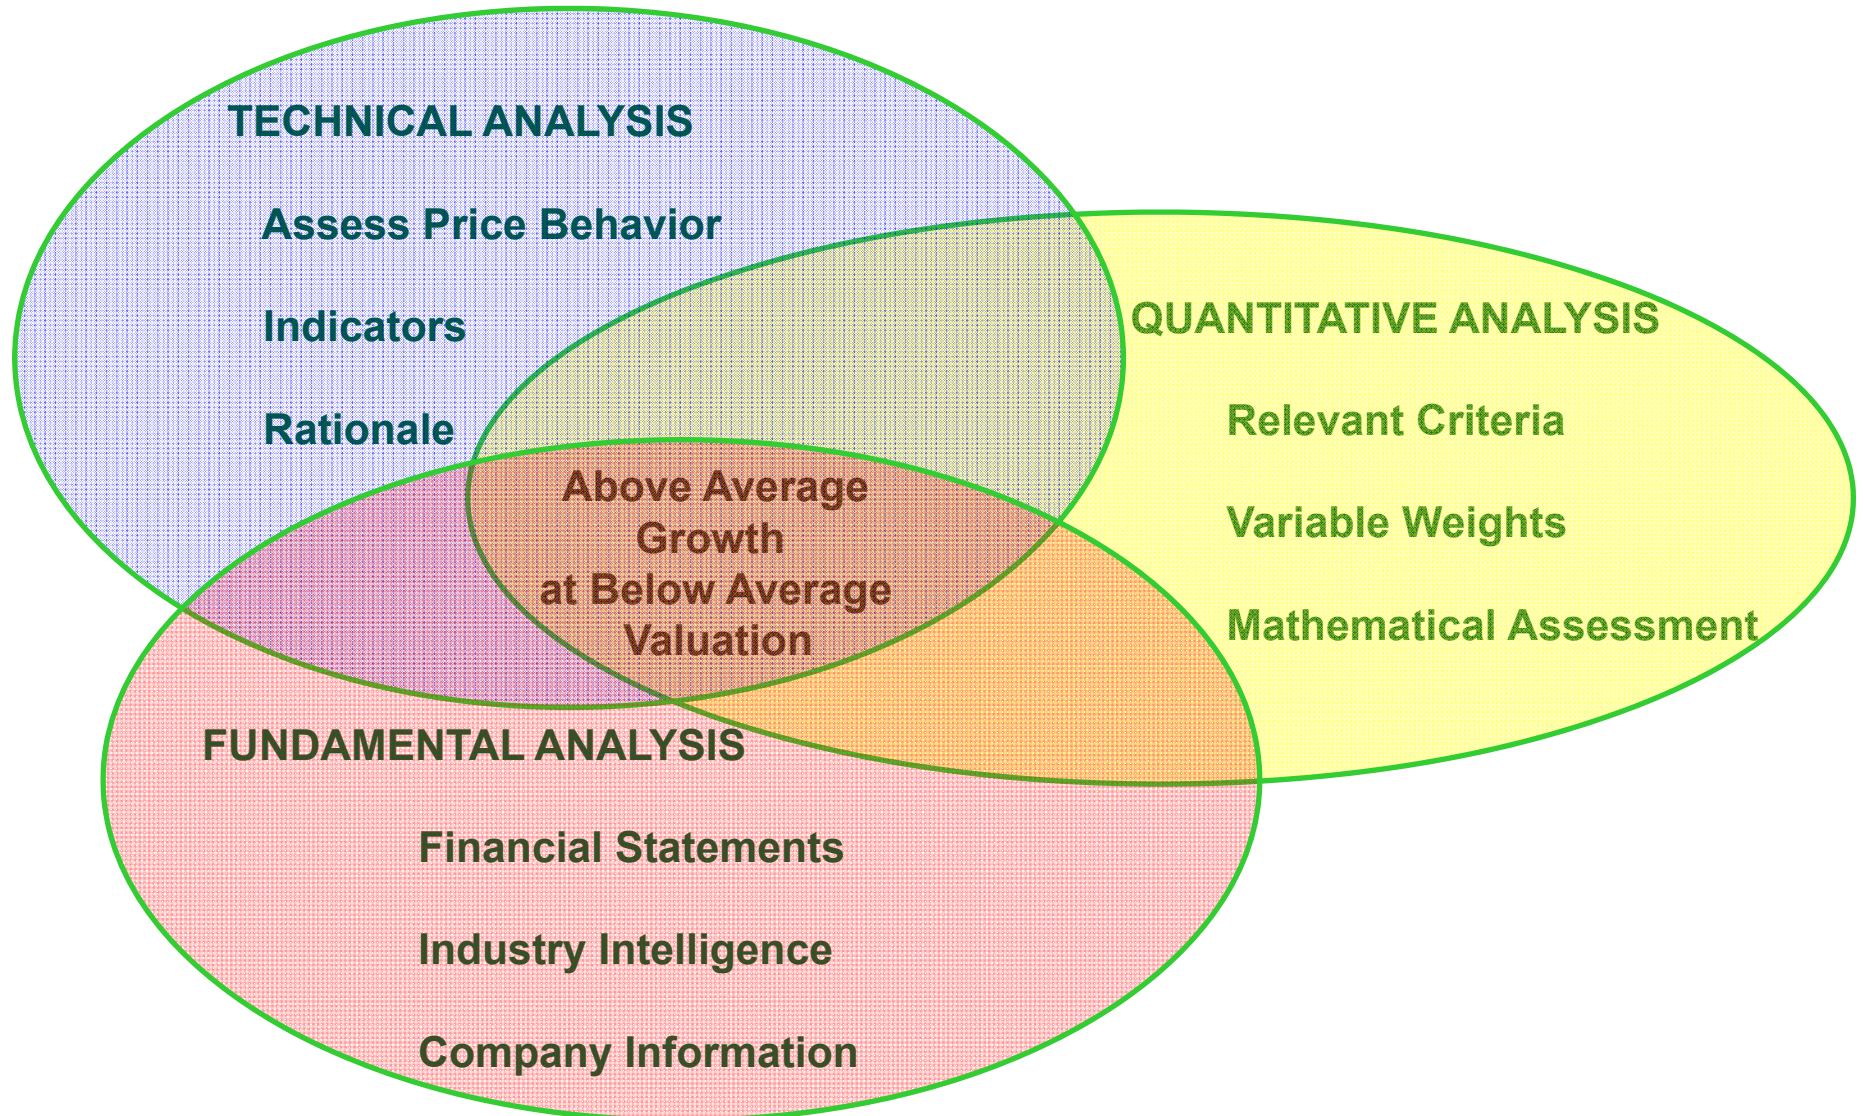 TECHNICAL ANALYSIS
Assess Price Behavior
Indicators
Rationale
QUANTITATIVE ANALYSIS
Relevant Criteria
Variable Weights
Mathematical Assessment
Above Average
Growth
at Below Average
Valuation
FUNDAMENTAL ANALYSIS
Financial Statements
Industry Intelligence
Company Information